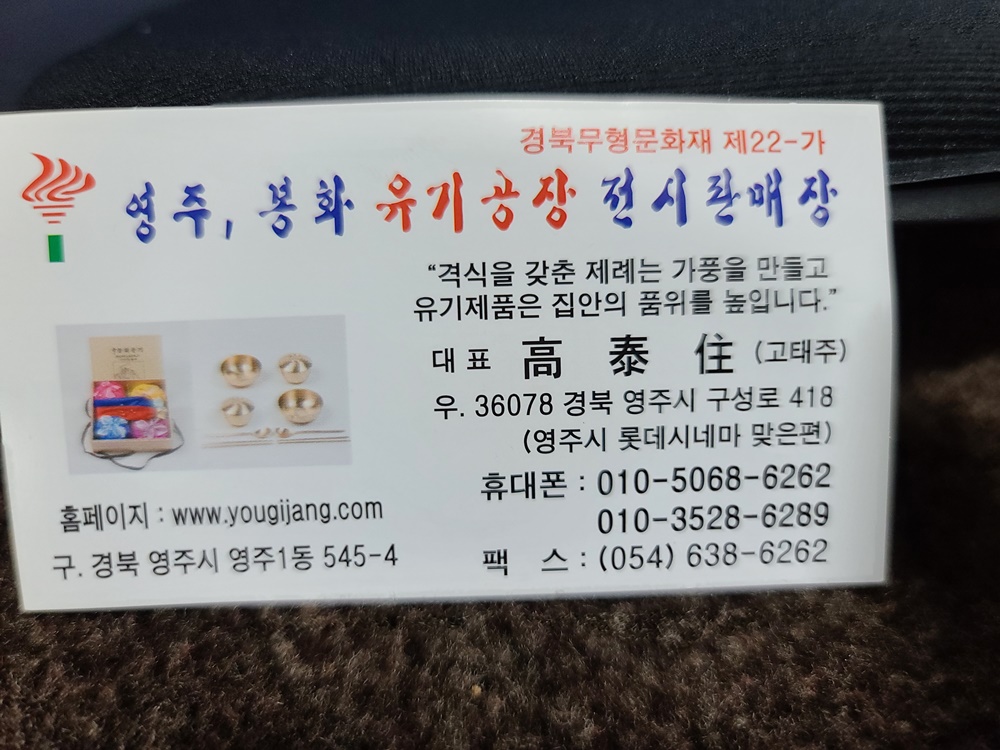 경북무형문화재 제22-가
영주, 봉화 유기공장 전시판매장
“격식을 갖춘 제례는 가풍을 만들고
유기제품은 집안의 품위를 높입니다.”
대표 高泰住 (고태주)
우. 36078 경북 영주시 구성로 418
(영주시 롯데시네마 맞은편)
휴대폰 : 010-5068-6262
010-3528-6289
팩 스 : (054) 638-6262
홈페이지 : www.yougijang.com
구. 경북 영주시 영주1동 545-4